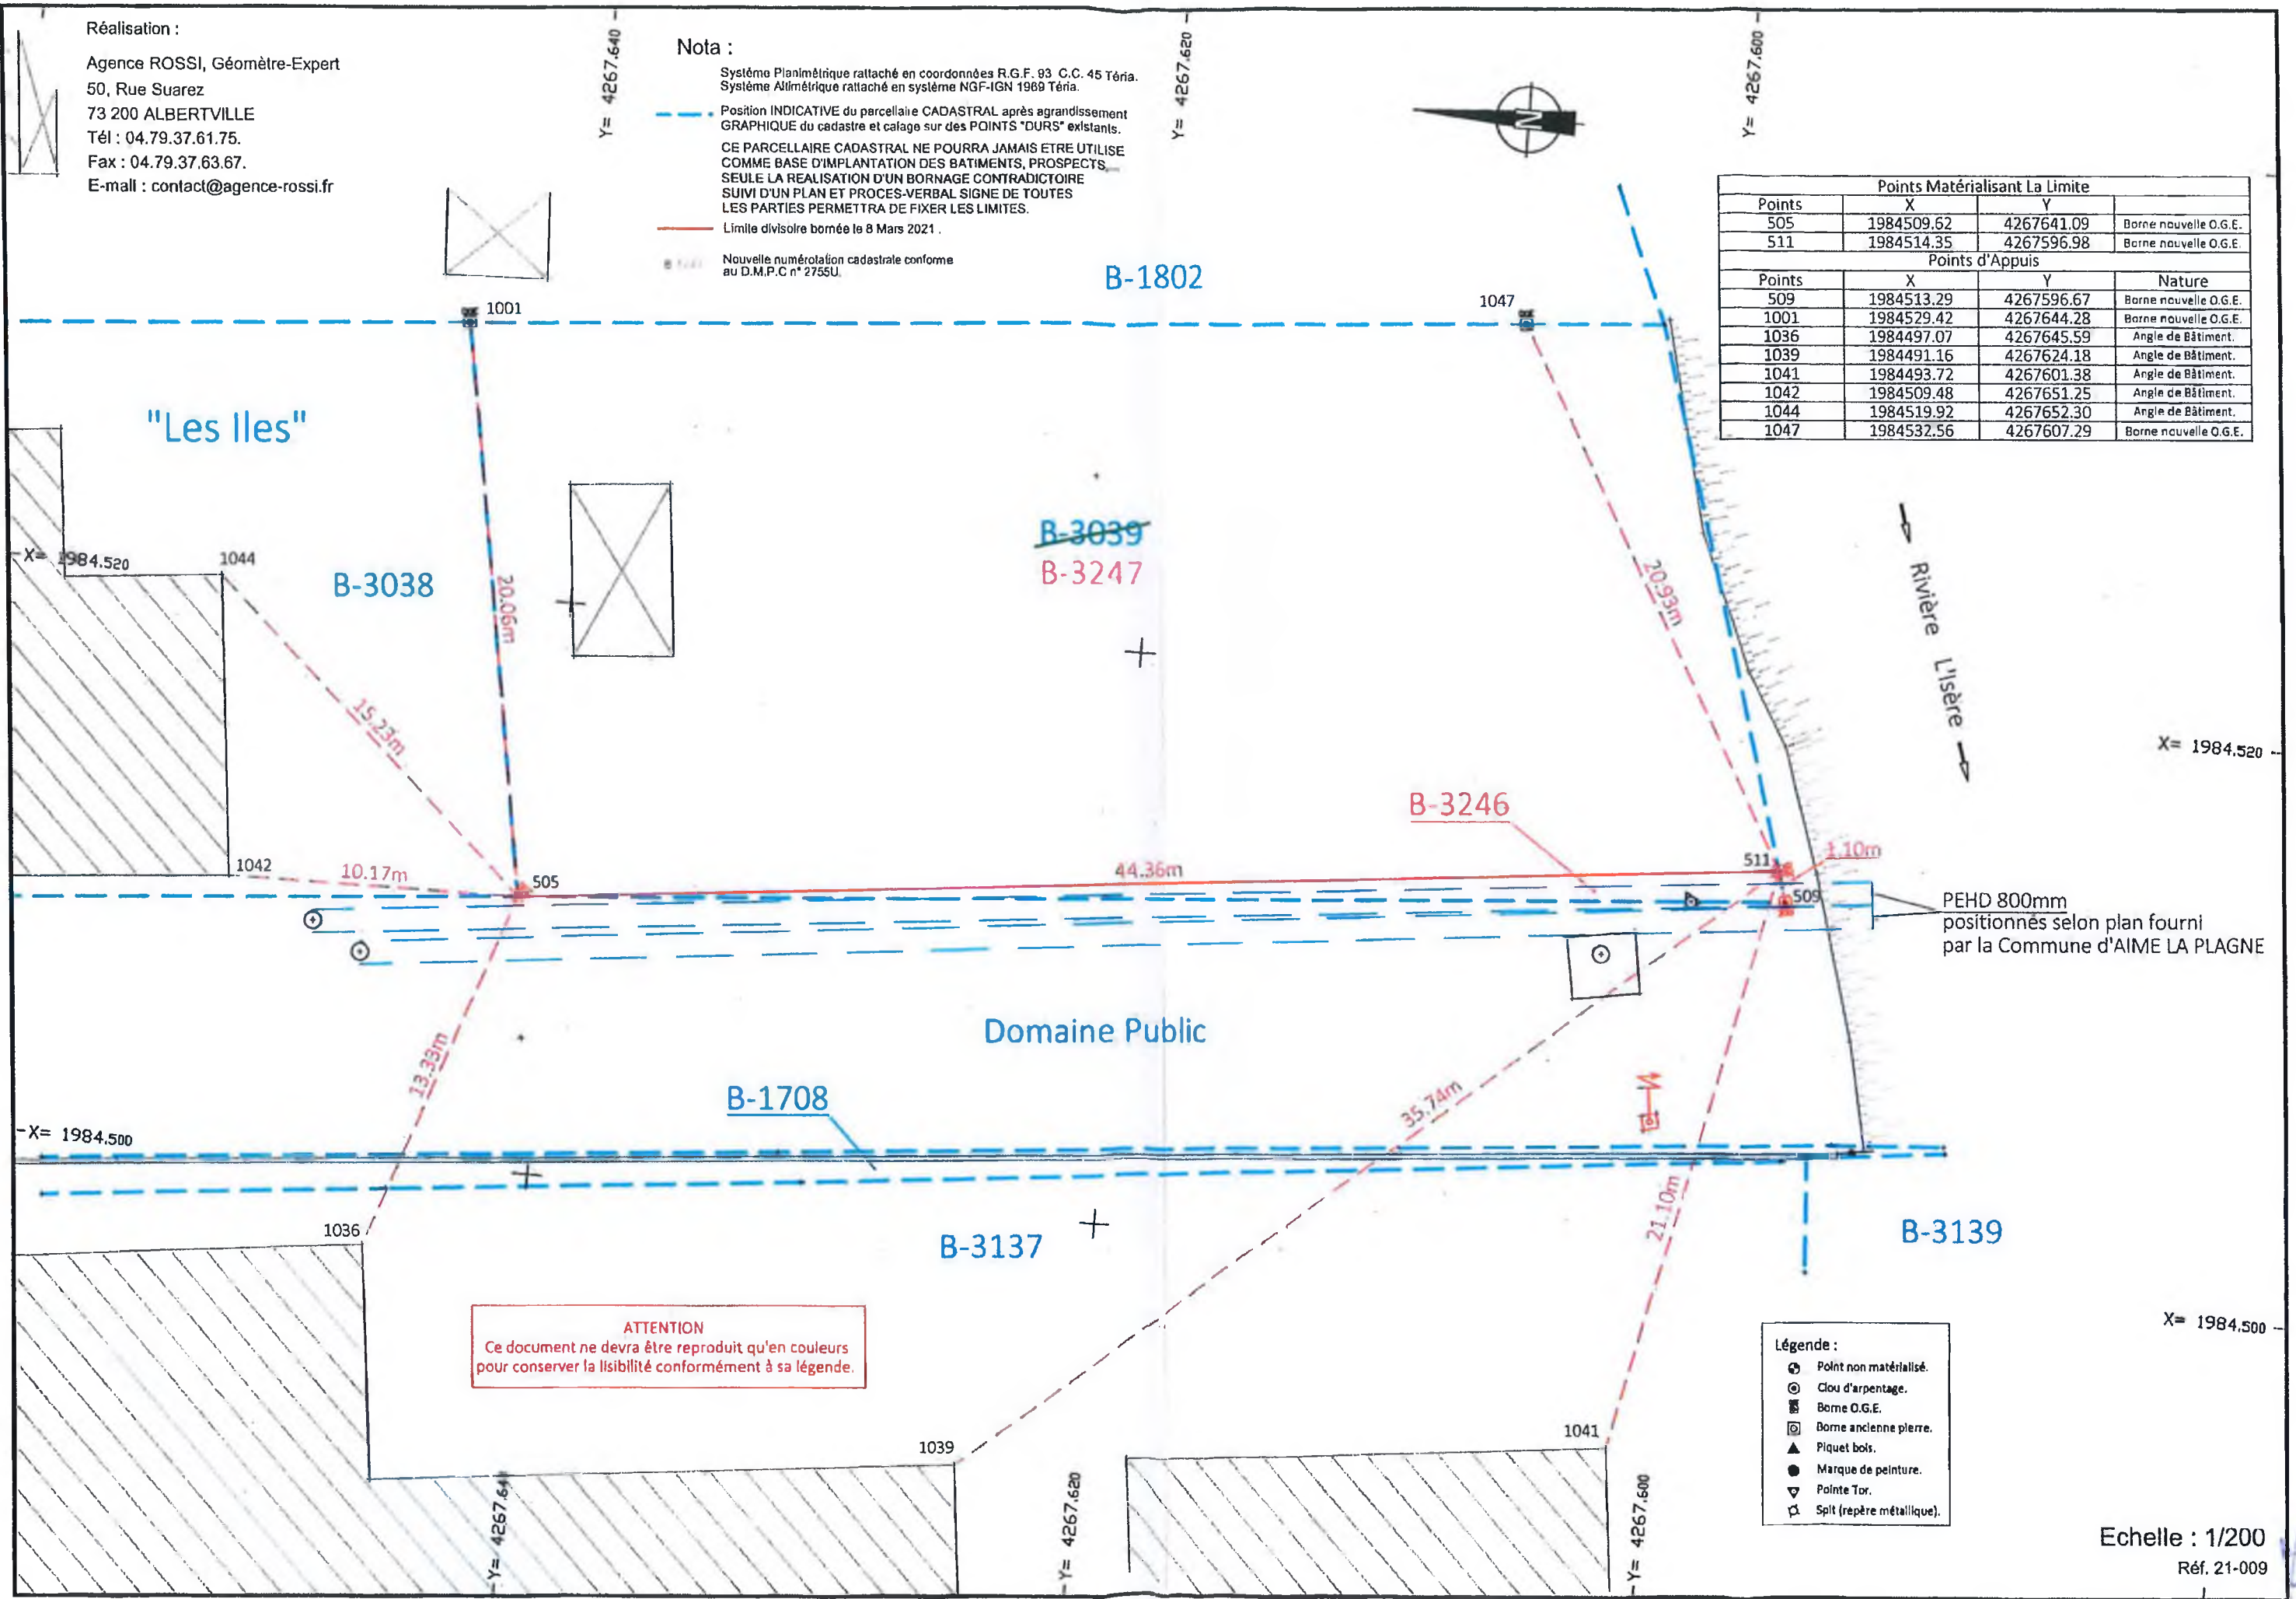 Réalisation :
Agence ROSSI, Géomètre-Expert
50, Rue Suarez
73 200 ALBERTVILLE
Tél : 04.79.37.61.75.
Fax : 04.79.37.63.67.
E-mail : contact@agence-rossi.fr
Y= 4267.640
Nota :
Système Planimétrique rattaché en coordonnées R.G.F. 93 C.C. 45 Téria.
Système Altimétrique rattaché en système NGF-IGN 1969 Téria.
Position INDICATIVE du parcellaire CADASTRAL après agrandissement
GRAPHIQUE du cadastre et calage sur des POINTS "DURS" existants.
CE PARCELLAIRE CADASTRAL NE POURRA JAMAIS ETRE UTILISE
COMME BASE D'IMPLANTATION DES BATIMENTS, PROSPECTS,
SEULE LA REALISATION D'UN BORNAGE CONTRADICTOIRE
SUIVI D'UN PLAN ET PROCES-VERBAL SIGNE DE TOUTES
LES PARTIES PERMETTRA DE FIXER LES LIMITES.
Limite divisoire bornée le 8 Mars 2021 .
Nouvelle numérotation cadastrale conforme
au D.M.P.C n° 2755U.
Y= 4267.620
Y= 4267.600
N
Points Matérialisant La Limite
Points X Y
505 1984509.62 4267641.09 Borne nouvelle O.G.E.
511 1984514.35 4267596.98 Borne nouvelle O.G.E.
Points d'Appuis
Points X Y Nature
509 1984513.29 4267596.67 Borne nouvelle O.G.E.
1001 1984529.42 4267644.28 Borne nouvelle O.G.E.
1036 1984497.07 4267645.59 Angle de Bâtiment.
1039 1984491.16 4267624.18 Angle de Bâtiment.
1041 1984493.72 4267601.38 Angle de Bâtiment.
1042 1984509.48 4267651.25 Angle de Bâtiment.
1044 1984519.92 4267652.30 Angle de Bâtiment.
1047 1984532.56 4267607.29 Borne nouvelle O.G.E.
B-1802
1001
1047
"Les Iles"
B-3039
B-3247
X= 1984.520
1044
B-3038
20.06m
20.93m
Rivière L'Isère
15.23m
X= 1984.520
B-3246
1042
10.17m
505
44.36m
511
1.10m
509
PEHD 800mm
positionnés selon plan fourni
par la Commune d'AIME LA PLAGNE
Domaine Public
13.33m
B-1708
35.74m
X= 1984.500
21.10m
1036
B-3137
B-3139
ATTENTION
Ce document ne devra être reproduit qu'en couleurs
pour conserver la lisibilité conformément à sa légende.
X= 1984.500
1039
1041
Y= 4267.64
Y= 4267.620
Y= 4267.600
Légende :
Point non matérialisé.
Clou d'arpentage.
Borne O.G.E.
Borne ancienne pierre.
Piquet bois.
Marque de peinture.
Pointe Tor.
Spit (repère métallique).
Echelle : 1/200
Réf. 21-009